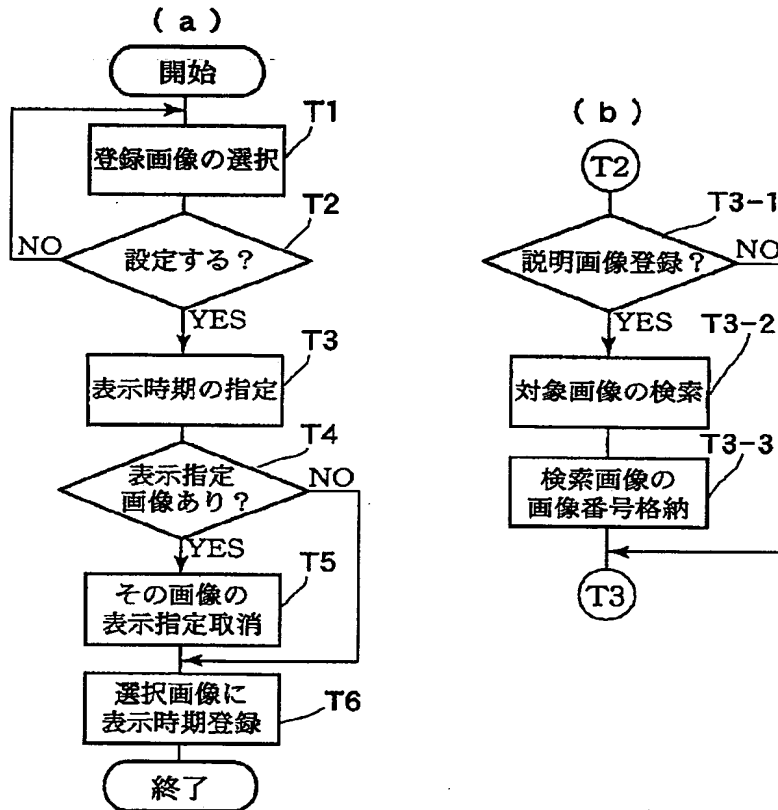 (a)
開始
T1
登録画像の選択
T2
NO
設定する?
YES
T3
表示時期の指定
T4
表示指定
画像あり?
NO
YES
T5
その画像の
表示指定取消
選択画像に
表示時期登録
T6
終了
(b)
T2
T3-1
説明画像登録?
NO
YES
T3-2
対象画像の検索
T3-3
検索画像の
画像番号格納
T3